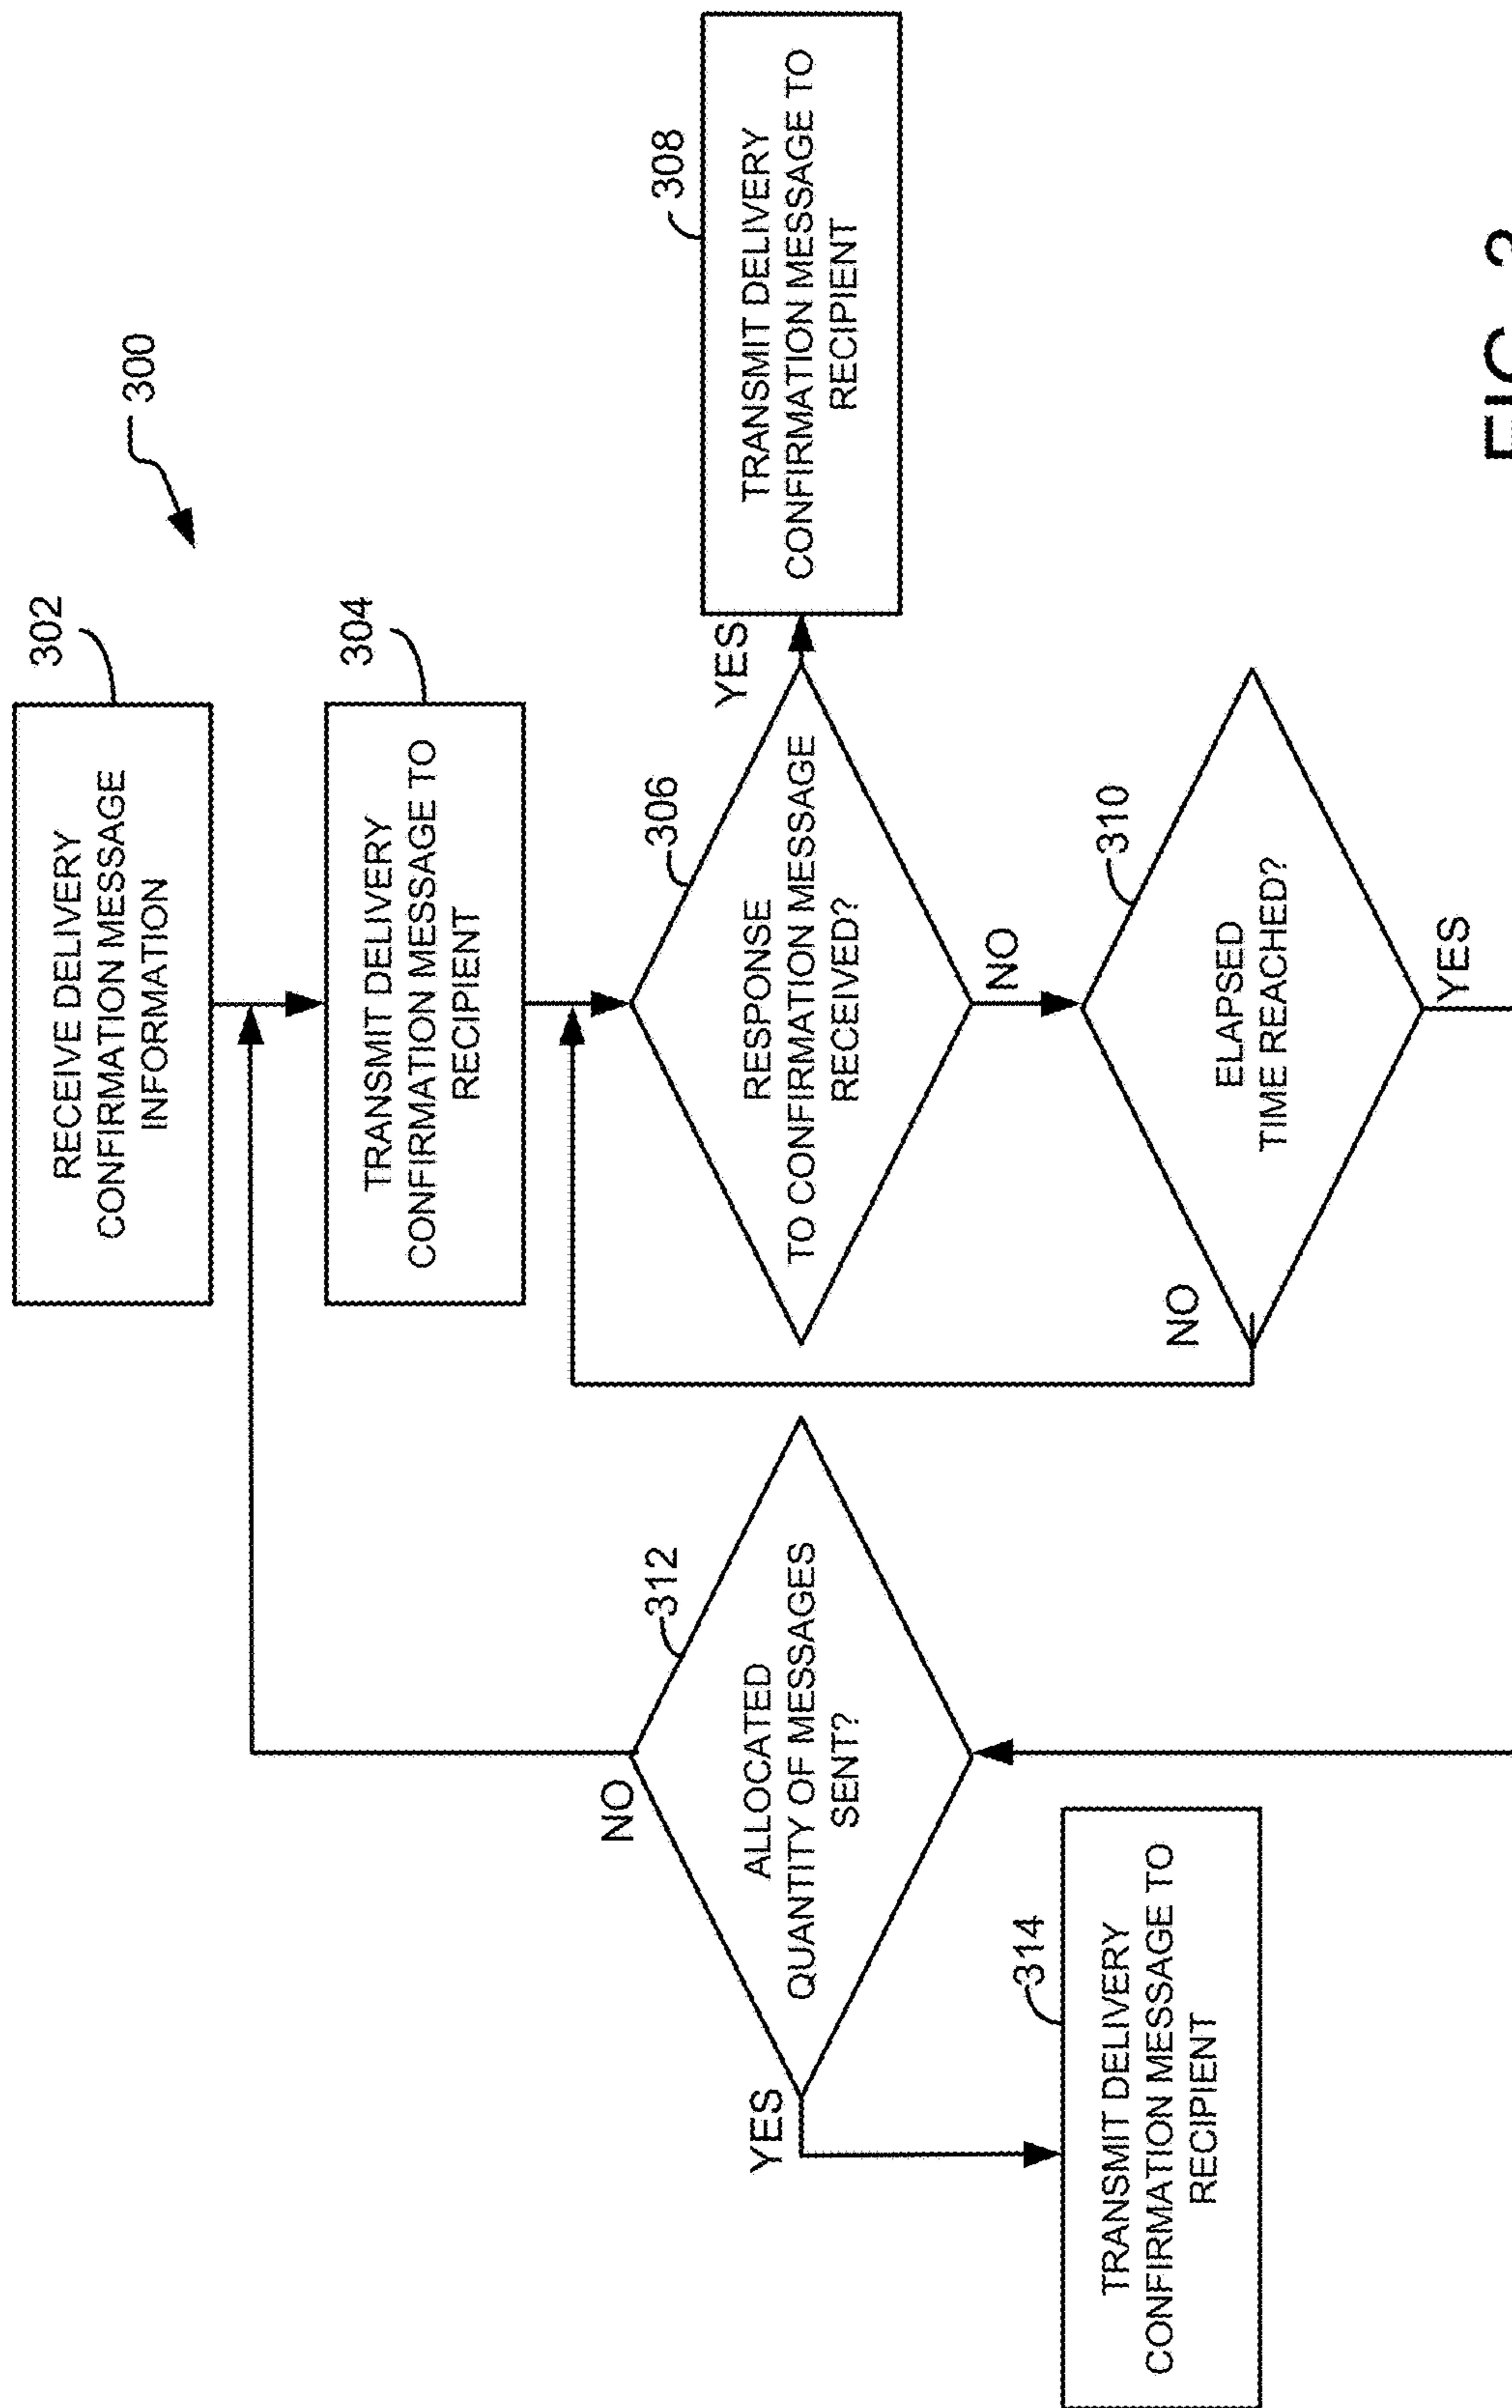 300
302
RECEIVE DELIVERY
CONFIRMATION MESSAGE
INFORMATION
304
TRANSMIT DELIVERY
CONFIRMATION MESSAGE TO
RECIPIENT
306
RESPONSE
TO CONFIRMATION MESSAGE
RECEIVED?
YES
308
TRANSMIT DELIVERY
CONFIRMATION MESSAGE TO
RECIPIENT
NO
310
ELAPSED
TIME REACHED?
NO
YES
312
ALLOCATED
QUANTITY OF MESSAGES
SENT?
NO
YES
314
TRANSMIT DELIVERY
CONFIRMATION MESSAGE TO
RECIPIENT
FIG.